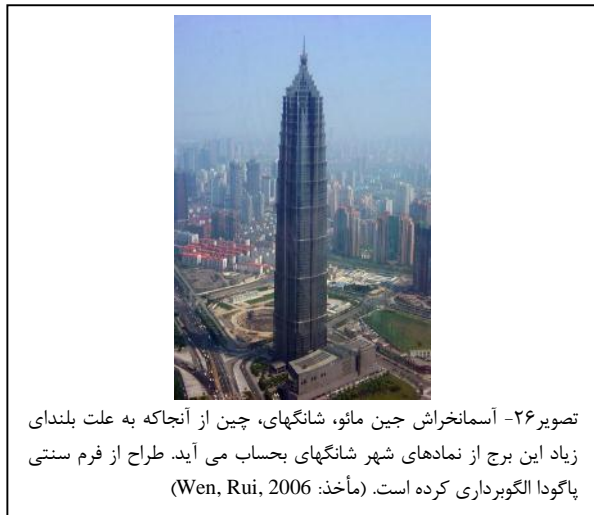 تصویر۲۶- آسمانخراش جین مائو، شانگهای، چین از آنجاکه به علت بلندای
زیاد این برج از نمادهای شهر شانگهای بحساب می آید. طراح از فرم سنتی
پاگودا الگوبرداری کرده است. (مأخذ: Wen, Rui, 2006)